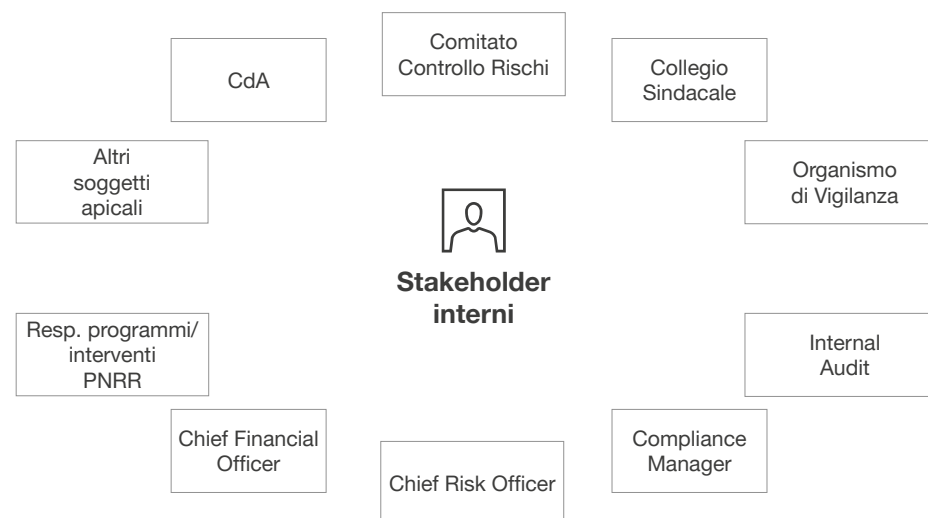 Comitato
Controllo Rischi
CdA
Collegio
Sindacale
Altri
soggetti
apicali
Organismo
di Vigilanza
Stakeholder
interni
Resp. programmi/
interventi
PNRR
Internal
Audit
Chief Financial
Officer
Compliance
Manager
Chief Risk Officer